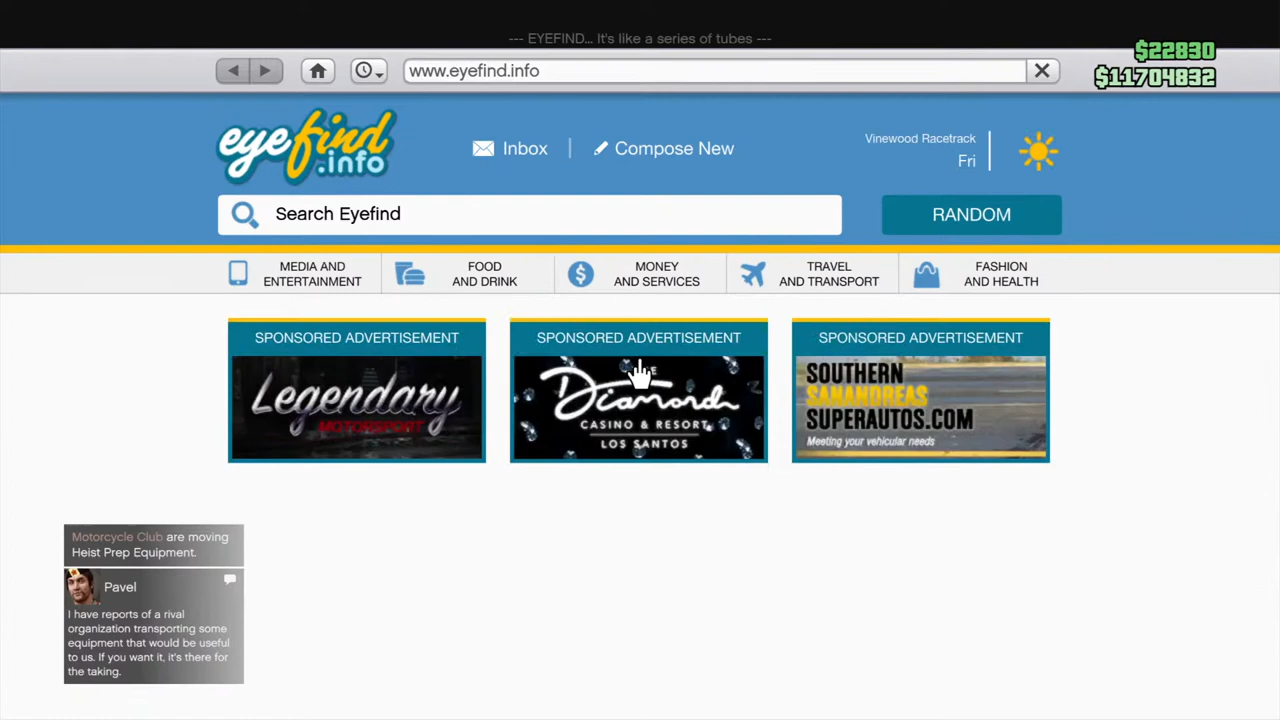 --- EYEFIND... It's like a series of tubes ---
$22830
$11704832
www.eyefind.info
eyefind
.info
Inbox
Compose New
Vinewood Racetrack
Fri
Search Eyefind
RANDOM
MEDIA AND
ENTERTAINMENT
FOOD
AND DRINK
MONEY
AND SERVICES
TRAVEL
AND TRANSPORT
FASHION
AND HEALTH
SPONSORED ADVERTISEMENT
Legendary
MOTORSPORT
SPONSORED ADVERTISEMENT
Diamond
CASINO & RESORT
LOS SANTOS
SPONSORED ADVERTISEMENT
SOUTHERN
SANANDREAS
SUPERAUTOS.COM
Meeting your vehicular needs
Motorcycle Club are moving
Heist Prep Equipment.
Pavel
I have reports of a rival
organization transporting some
equipment that would be useful
to us. If you want it, it's there for
the taking.